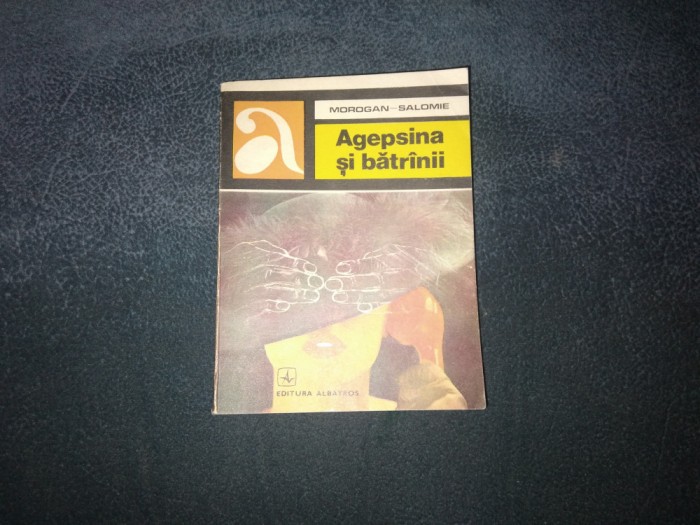 a
MOROGAN—SALOMIE
Agepsina
și bătrînii
EDITURA ALBATROS